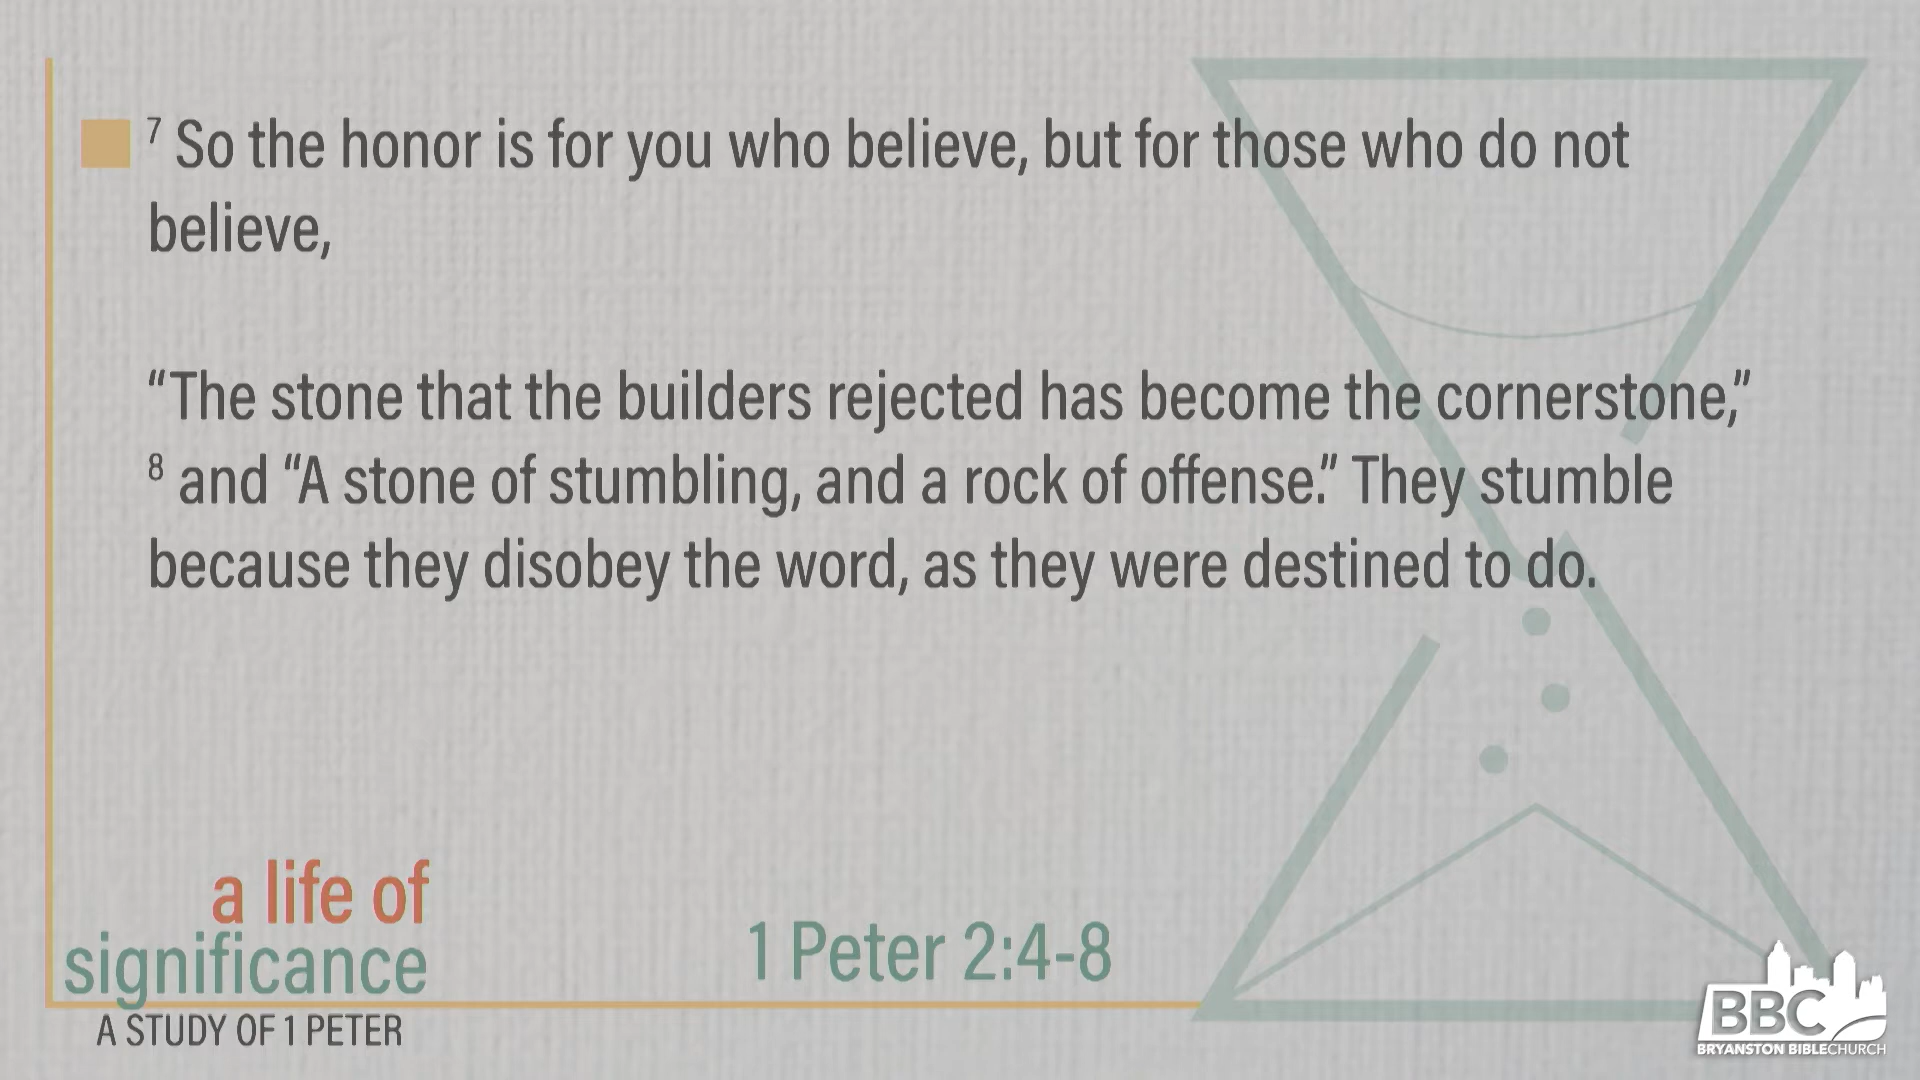 ⁷ So the honor is for you who believe, but for those who do not
believe,
“The stone that the builders rejected has become the cornerstone,”
⁸ and “A stone of stumbling, and a rock of offense.” They stumble
because they disobey the word, as they were destined to do.
a life of
significance
A STUDY OF 1 PETER
1 Peter 2:4-8
BBC
BRYANSTON BIBLECHURCH